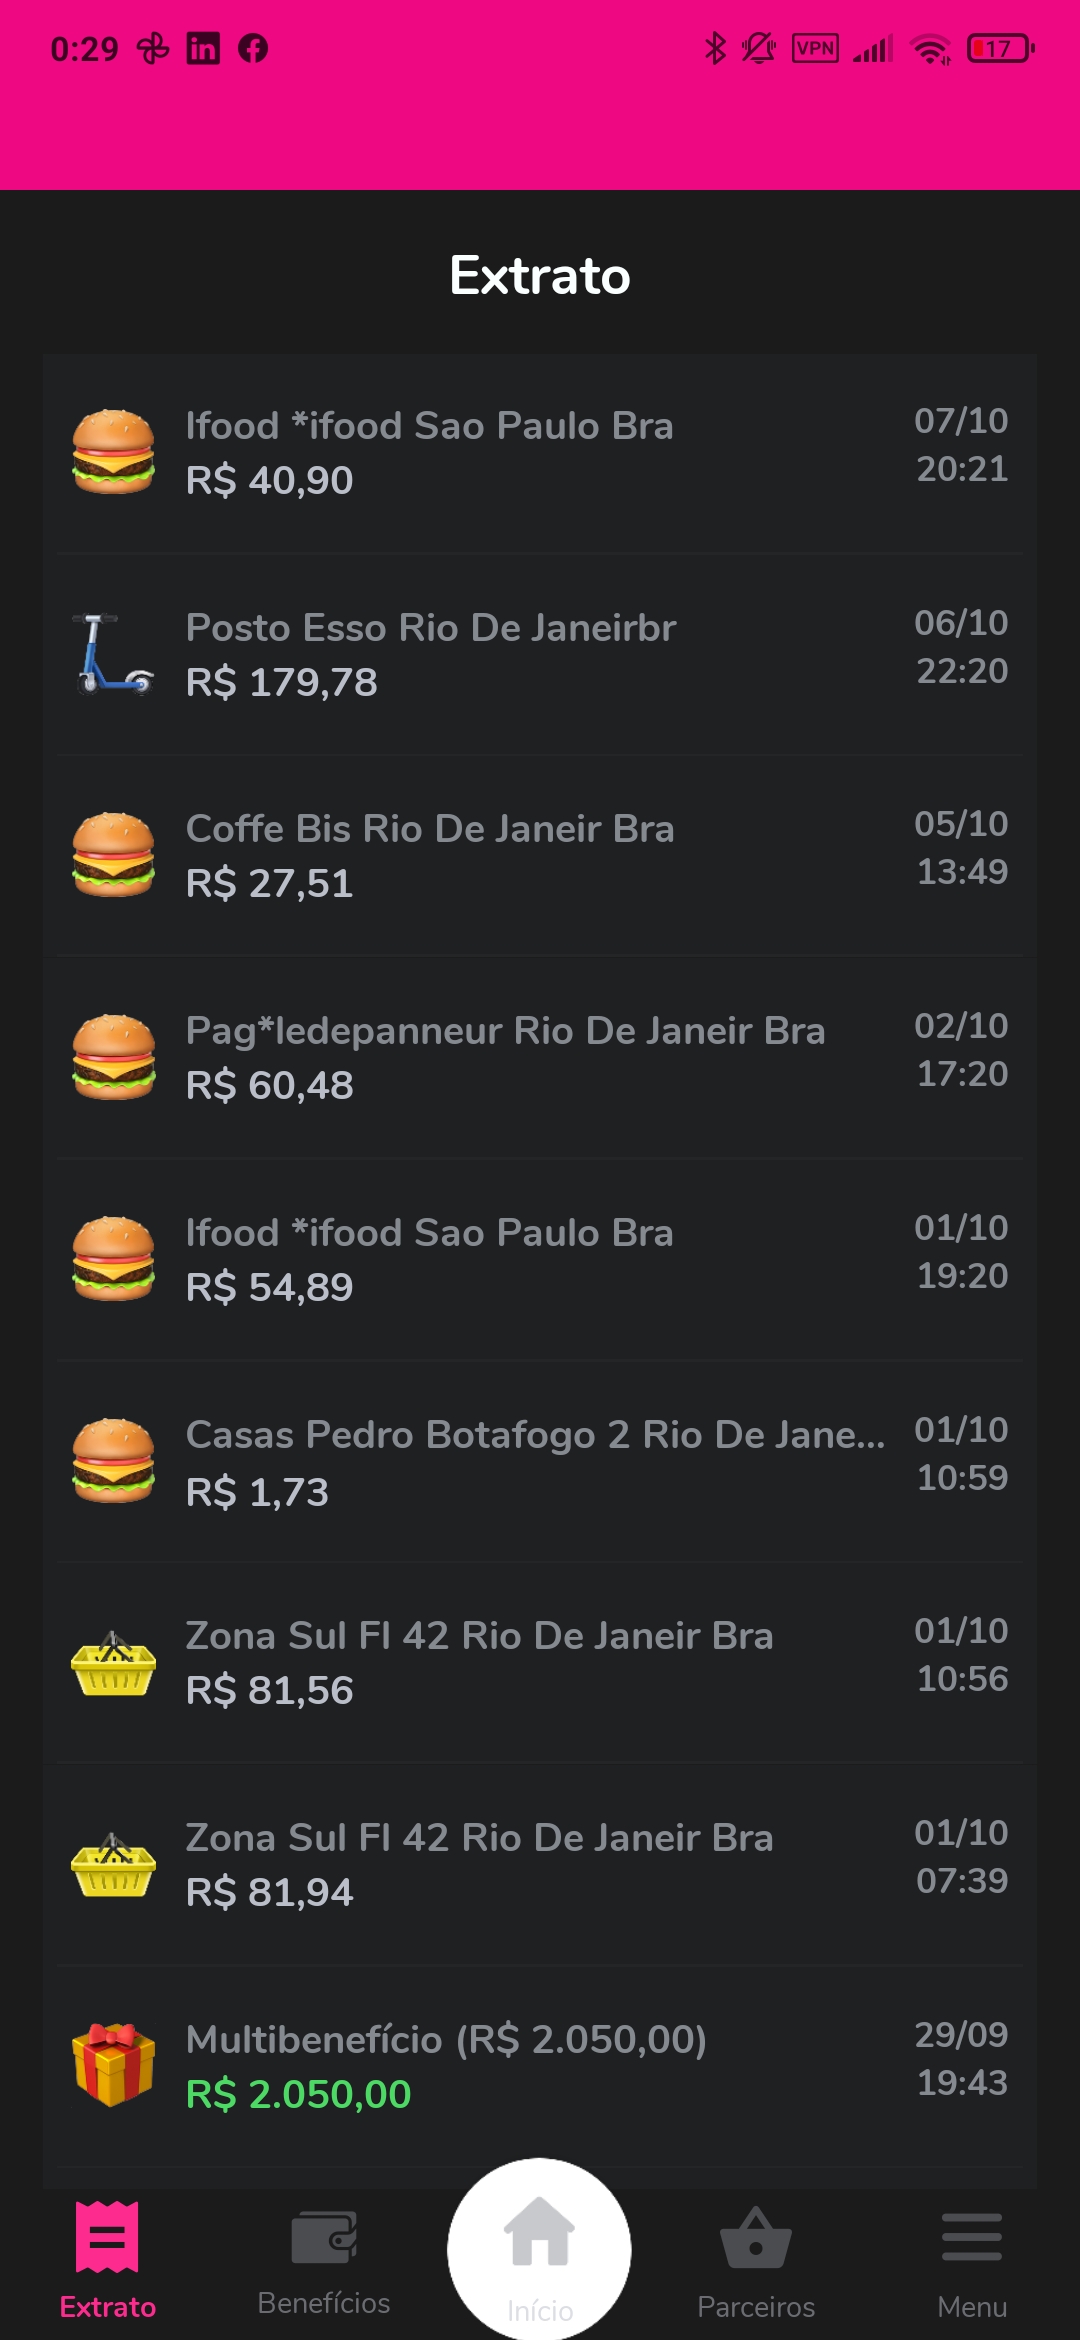 0:29
VPN
17
Extrato
Ifood *ifood Sao Paulo Bra
07/10
R$ 40,90
20:21
Posto Esso Rio De Janeirbr
06/10
R$ 179,78
22:20
Coffe Bis Rio De Janeir Bra
05/10
R$ 27,51
13:49
Pag*ledepanneur Rio De Janeir Bra
02/10
R$ 60,48
17:20
Ifood *ifood Sao Paulo Bra
01/10
R$ 54,89
19:20
Casas Pedro Botafogo 2 Rio De Jane...
01/10
R$ 1,73
10:59
Zona Sul Fl 42 Rio De Janeir Bra
01/10
R$ 81,56
10:56
Zona Sul Fl 42 Rio De Janeir Bra
01/10
R$ 81,94
07:39
Multibenefício (R$ 2.050,00)
29/09
R$ 2.050,00
19:43
Extrato
Benefícios
Início
Parceiros
Menu